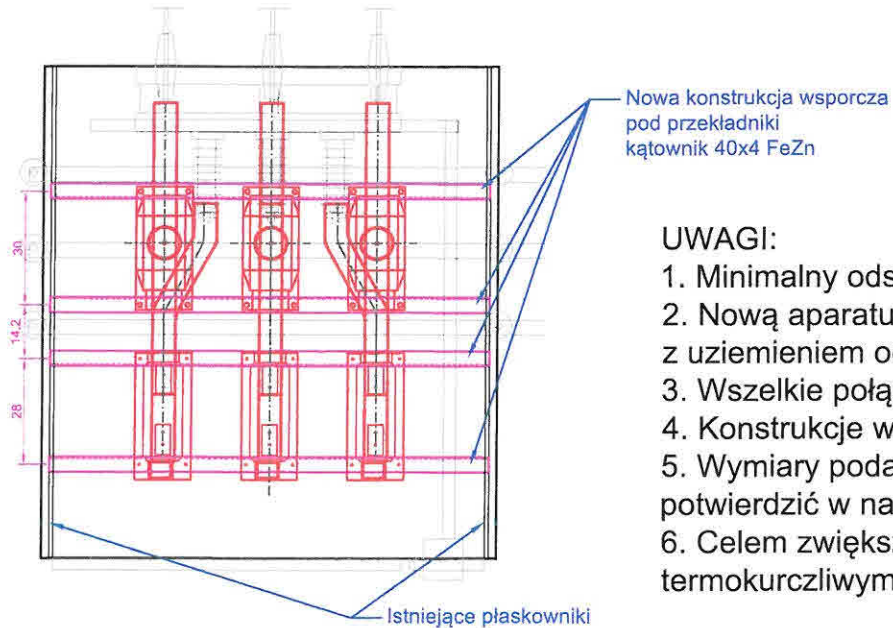 Nowa konstrukcja wsporcza
pod przekładniki
kątownik 40x4 FeZn
30
14,2
28
UWAGI:
1. Minimalny ods
2. Nową aparatu
z uziemieniem o
3. Wszelkie połą
4. Konstrukcje w
5. Wymiary poda
potwierdzić w na
6. Celem zwięks
termokurczliwym
Istniejące płaskowniki